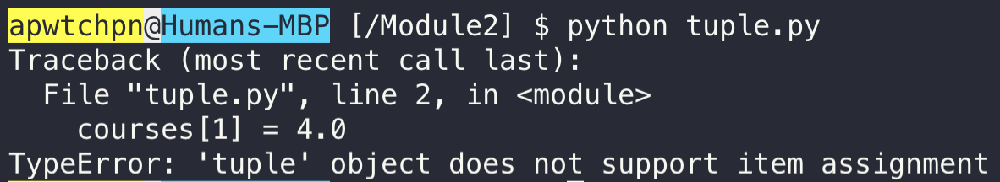 apwtchpn@Humans-MBP [/Module2] $ python tuple.py
Traceback (most recent call last):
  File "tuple.py", line 2, in <module>
    courses[1] = 4.0
TypeError: 'tuple' object does not support item assignment